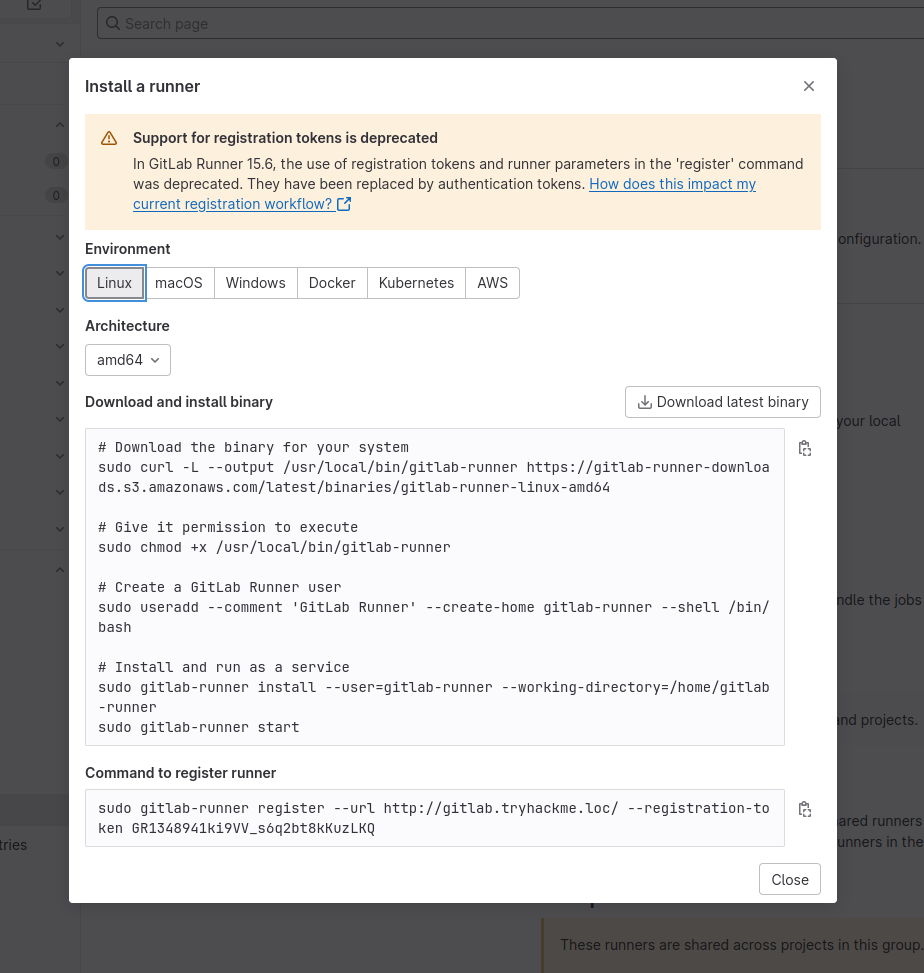 Search page
Install a runner
Support for registration tokens is deprecated
In GitLab Runner 15.6, the use of registration tokens and runner parameters in the 'register' command
was deprecated. They have been replaced by authentication tokens. How does this impact my
current registration workflow?
Environment
Linux macOS Windows Docker Kubernetes AWS
Architecture
amd64
Download and install binary
Download latest binary
# Download the binary for your system
sudo curl -L --output /usr/local/bin/gitlab-runner https://gitlab-runner-downloa
ds.s3.amazonaws.com/latest/binaries/gitlab-runner-linux-amd64
# Give it permission to execute
sudo chmod +x /usr/local/bin/gitlab-runner
# Create a GitLab Runner user
sudo useradd --comment 'GitLab Runner' --create-home gitlab-runner --shell /bin/
bash
# Install and run as a service
sudo gitlab-runner install --user=gitlab-runner --working-directory=/home/gitlab
-runner
sudo gitlab-runner start
Command to register runner
sudo gitlab-runner register --url http://gitlab.tryhackme.loc/ --registration-to
ken GR1348941ki9VV_s6q2bt8kKuzLKQ
Close
0
0
onfiguration.
your local
ndle the jobs
and projects.
ared runners
unners in the
tries
These runners are shared across projects in this group.